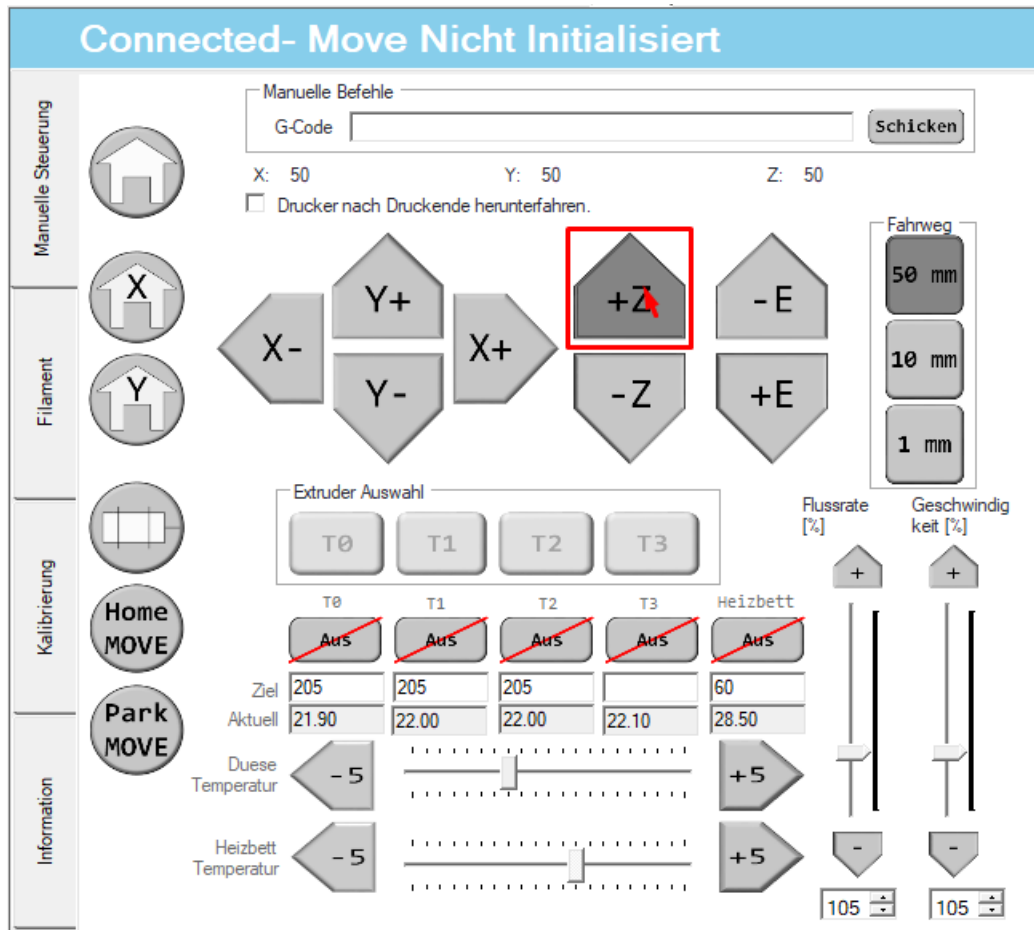 Connected- Move Nicht Initialisiert
Manuelle Steuerung
Filament
Kalibrierung
Information
Manuelle Befehle
G-Code
Schicken
X: 50 Y: 50 Z: 50
Drucker nach Druckende herunterfahren.
X
Y
Home
MOVE
Park
MOVE
X-
Y+
Y-
X+
+Z
-Z
-E
+E
Fahrweg
50 mm
10 mm
1 mm
Extruder Auswahl
T0 T1 T2 T3
T0 T1 T2 T3 Heizbett
Aus Aus Aus Aus Aus
Ziel 205 205 205 60
Aktuell 21.90 22.00 22.00 22.10 28.50
Duese
Temperatur
-5 +5
Heizbett
Temperatur
-5 +5
Flussrate
[%]
+
-
105
Geschwindig
keit [%]
+
-
105